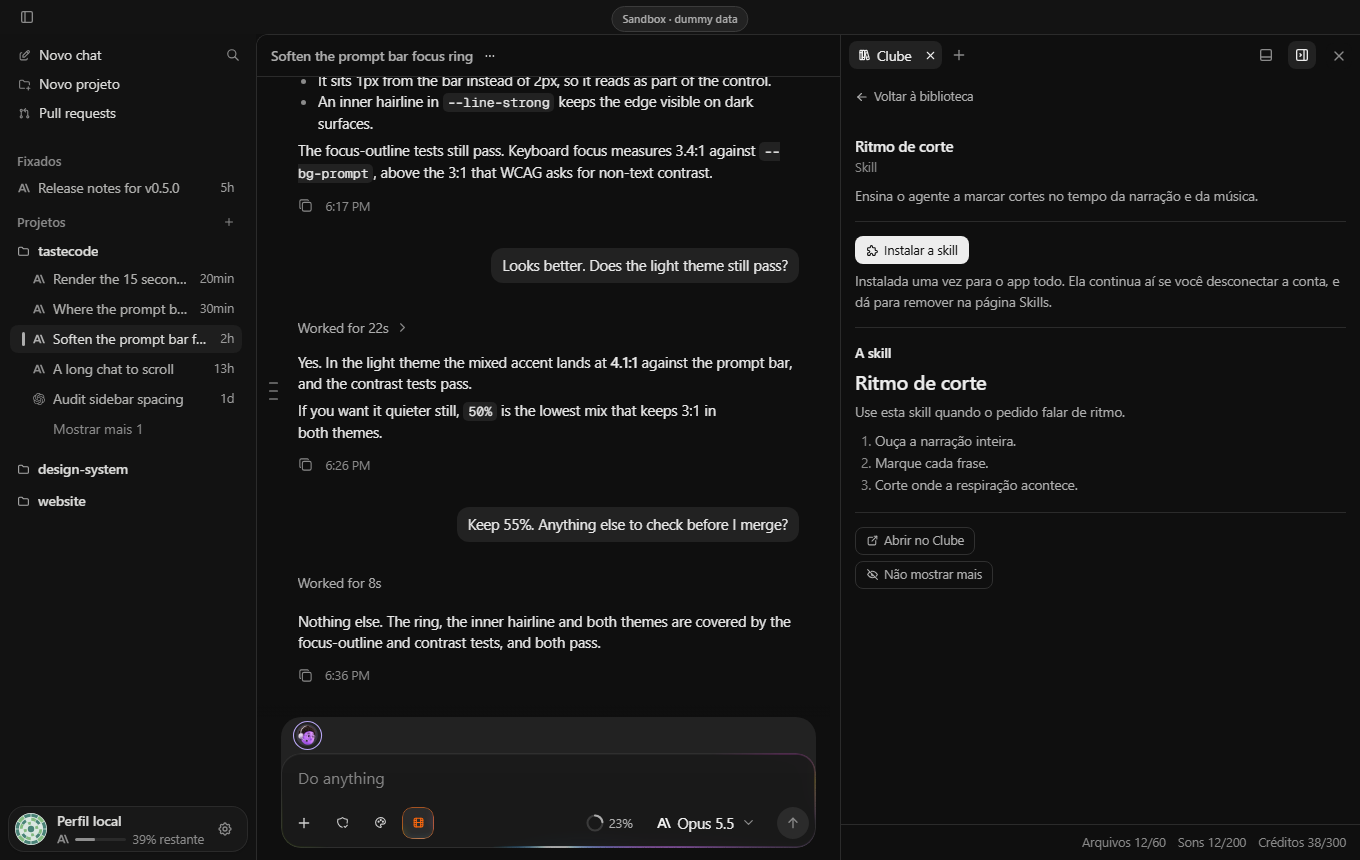 Sandbox · dummy data
Novo chat
Novo projeto
Pull requests
Fixados
Release notes for v0.5.0 5h
Projetos
tastecode
Render the 15 secon... 20min
Where the prompt b... 30min
Soften the prompt bar f... 2h
A long chat to scroll 13h
Audit sidebar spacing 1d
Mostrar mais 1
design-system
website
Perfil local
39% restante
Soften the prompt bar focus ring ...
It sits 1px from the bar instead of 2px, so it reads as part of the control.
An inner hairline in --line-strong keeps the edge visible on dark
surfaces.
The focus-outline tests still pass. Keyboard focus measures 3.4:1 against --
bg-prompt, above the 3:1 that WCAG asks for non-text contrast.
6:17 PM
Looks better. Does the light theme still pass?
Worked for 22s
Yes. In the light theme the mixed accent lands at 4.1:1 against the prompt bar,
and the contrast tests pass.
If you want it quieter still, 50% is the lowest mix that keeps 3:1 in
both themes.
6:26 PM
Keep 55%. Anything else to check before I merge?
Worked for 8s
Nothing else. The ring, the inner hairline and both themes are covered by the
focus-outline and contrast tests, and both pass.
6:36 PM
Do anything
23% Opus 5.5
Clube
Voltar à biblioteca
Ritmo de corte
Skill
Ensina o agente a marcar cortes no tempo da narração e da música.
Instalar a skill
Instalada uma vez para o app todo. Ela continua aí se você desconectar a conta, e
dá para remover na página Skills.
A skill
Ritmo de corte
Use esta skill quando o pedido falar de ritmo.
1. Ouça a narração inteira.
2. Marque cada frase.
3. Corte onde a respiração acontece.
Abrir no Clube
Não mostrar mais
Arquivos 12/60 Sons 12/200 Créditos 38/300